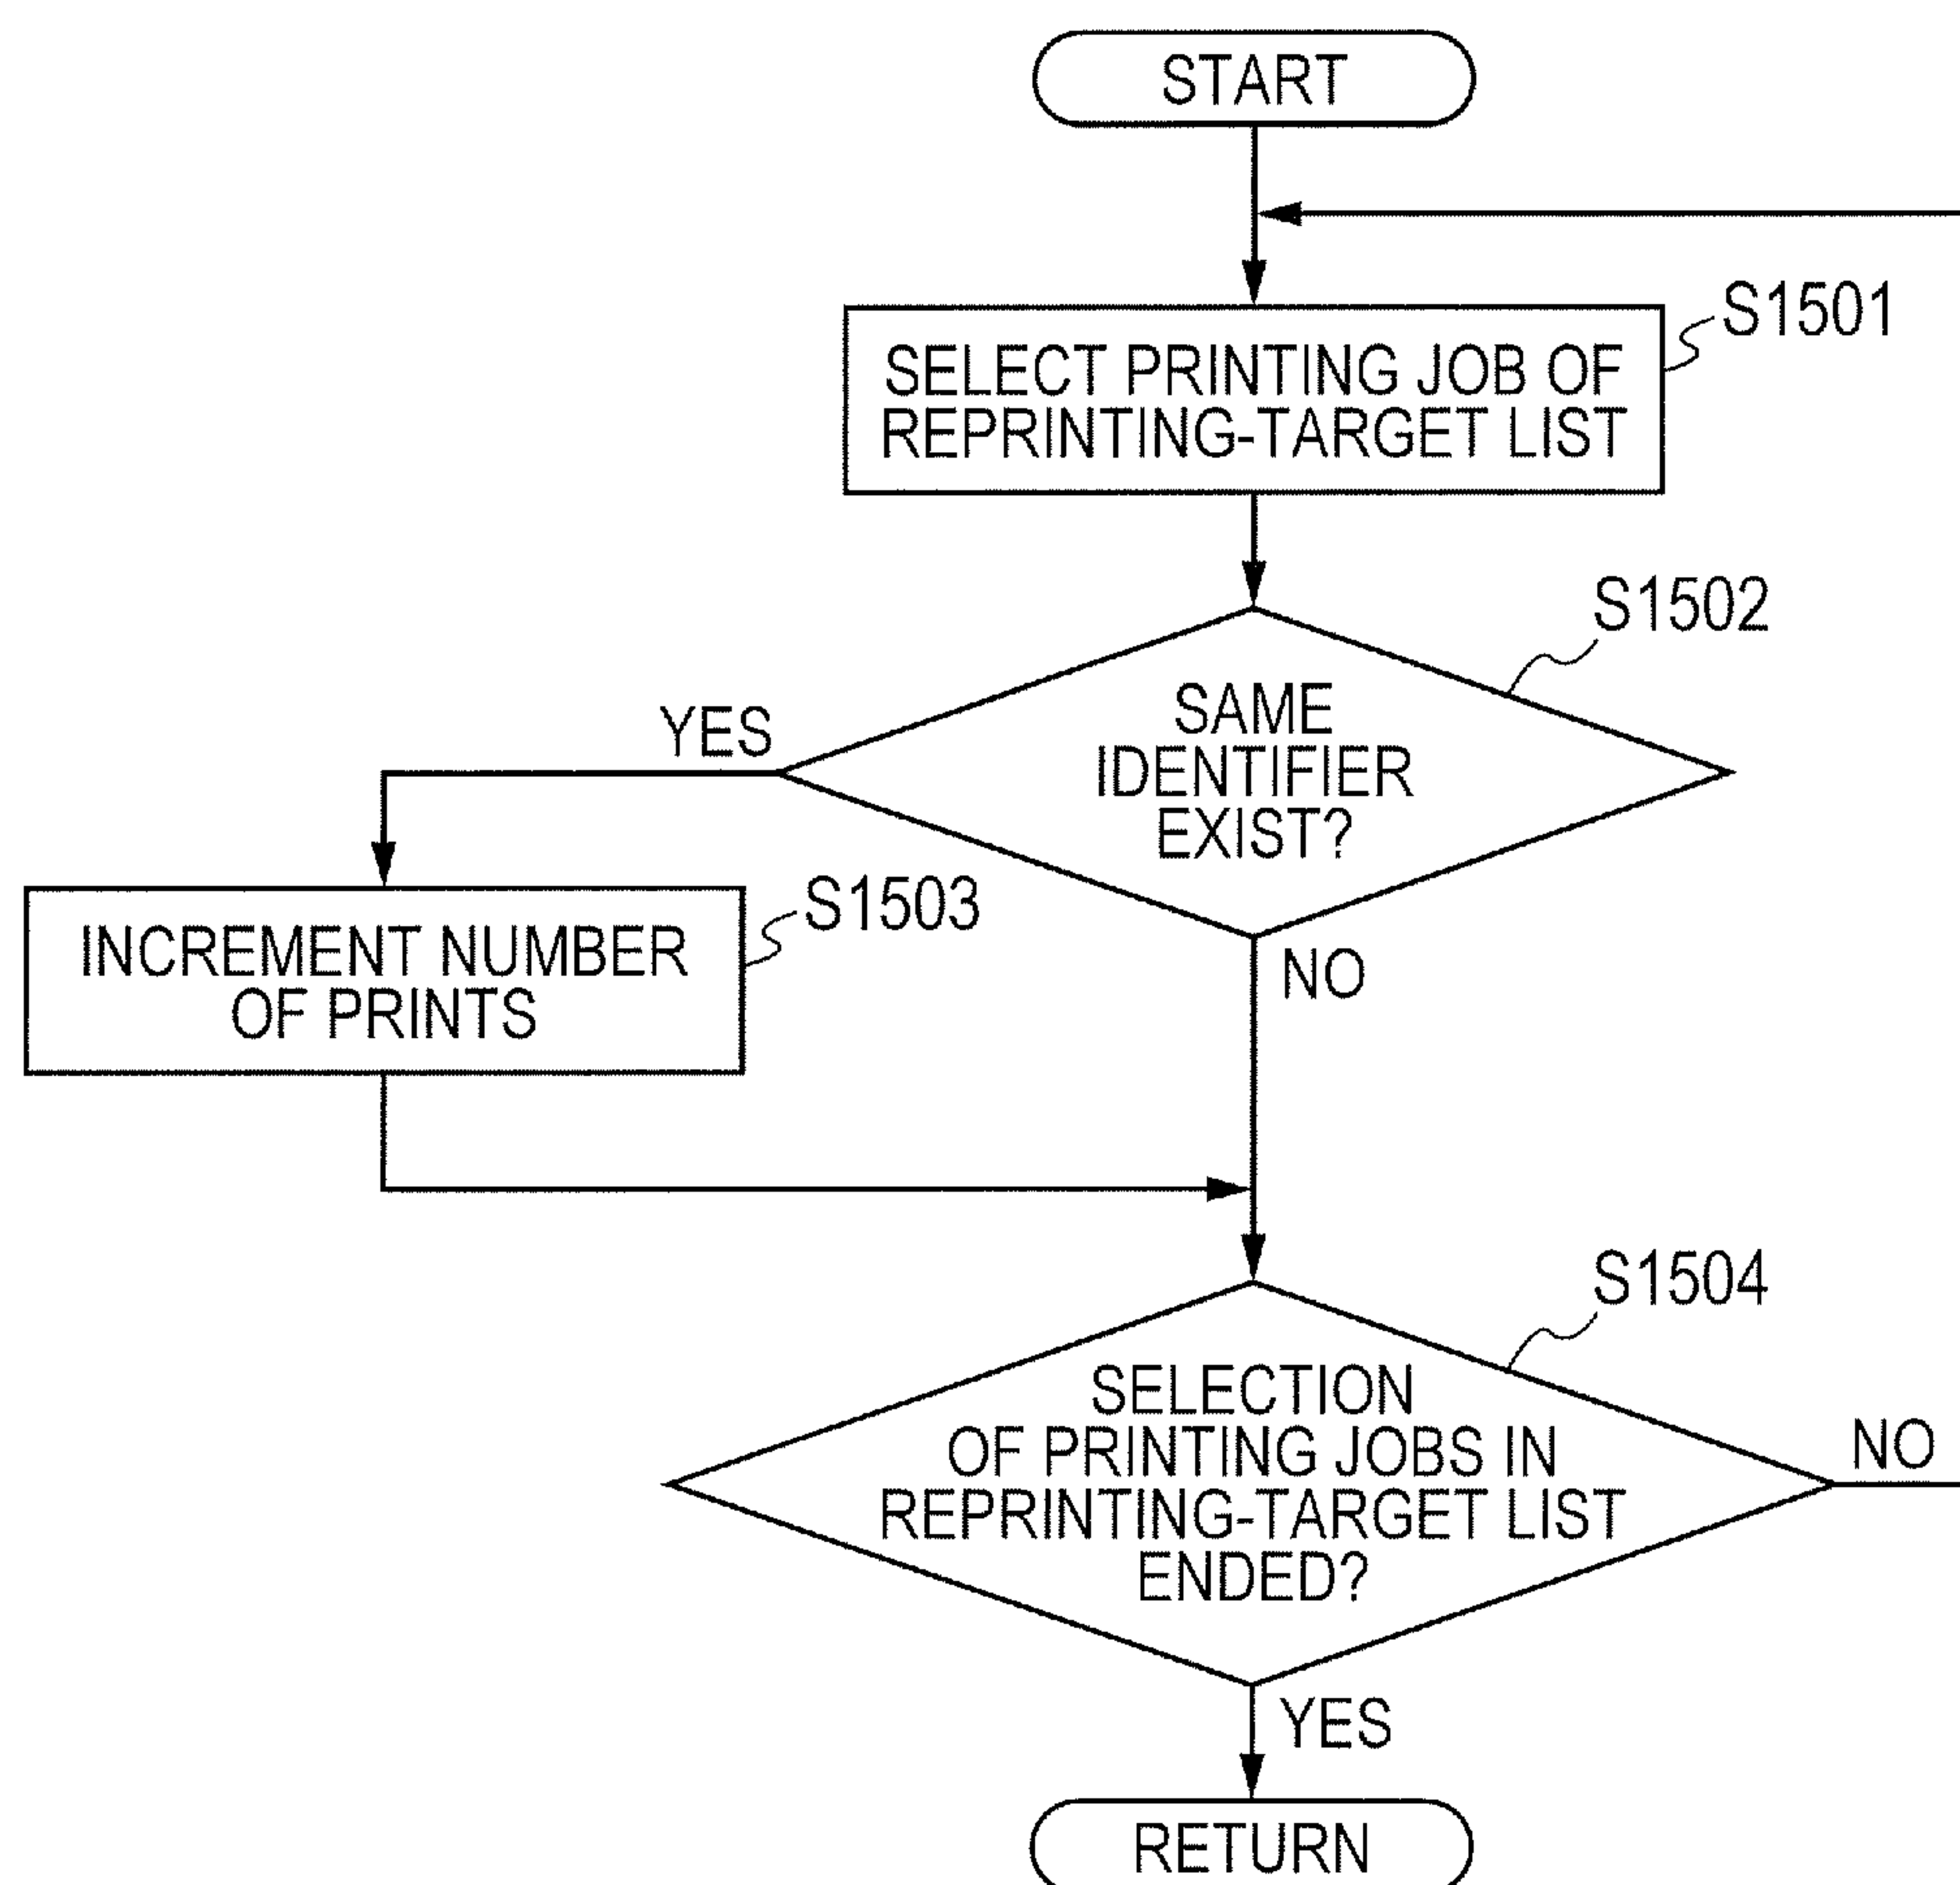 START
S1501
SELECT PRINTING JOB OF
REPRINTING-TARGET LIST
S1502
SAME
IDENTIFIER
EXIST?
YES
NO
S1503
INCREMENT NUMBER
OF PRINTS
S1504
SELECTION
OF PRINTING JOBS IN
REPRINTING-TARGET LIST
ENDED?
NO
YES
RETURN